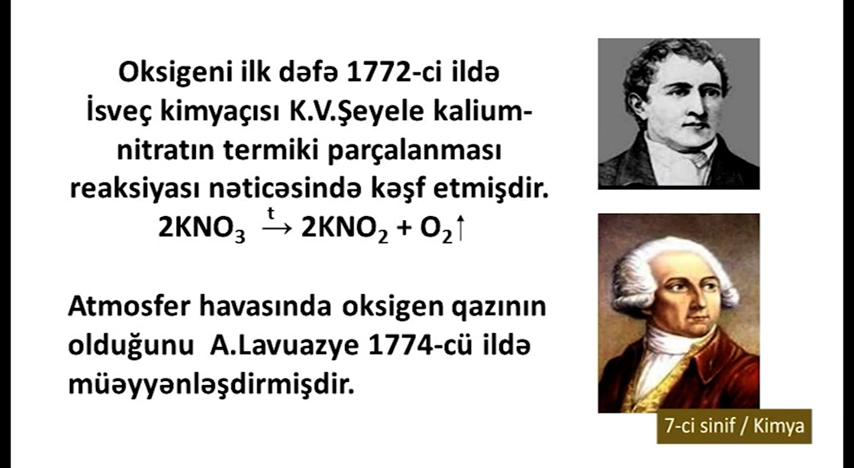 Oksigeni ilk dəfə 1772-ci ildə
İsveç kimyaçısı K.V.Şeyele kalium-
nitratın termiki parçalanması
reaksiyası nəticəsində kəşf etmişdir.
2KNO₃ →ᵗ 2KNO₂ + O₂↑
Atmosfer havasında oksigen qazının
olduğunu A.Lavuazye 1774-cü ildə
müəyyənləşdirmişdir.
7-ci sinif / Kimya